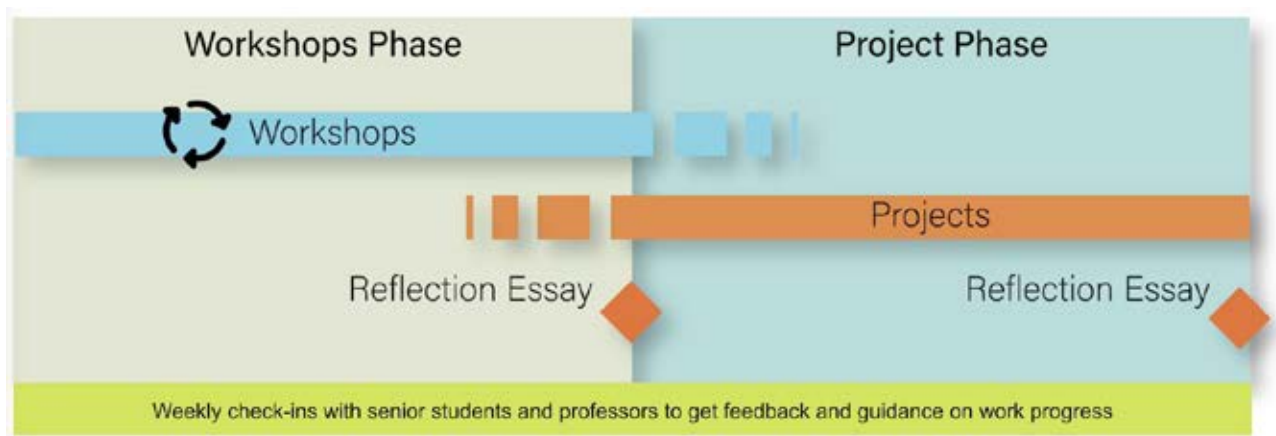 Workshops Phase
Project Phase
Workshops
Projects
Reflection Essay
Reflection Essay
Weekly check-ins with senior students and professors to get feedback and guidance on work progress